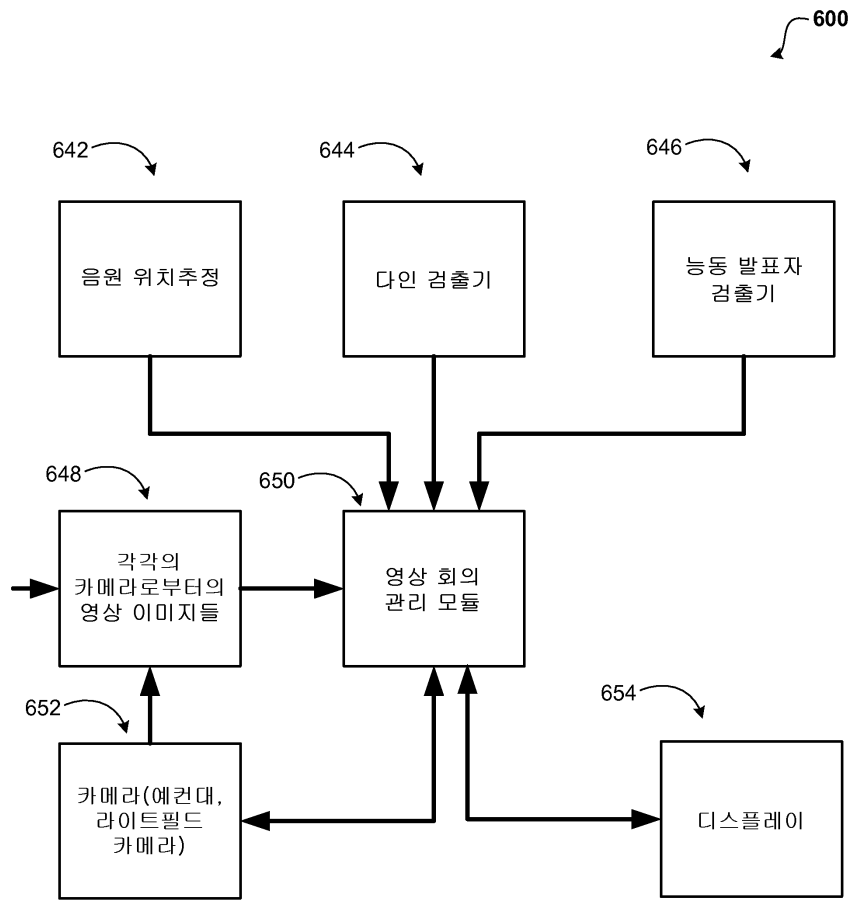 600
642
644
646
음원 위치추정
다인 검출기
능동 발표자
검출기
648
650
각각의
카메라로부터의
영상 이미지들
영상 회의
관리 모듈
652
654
카메라(예컨대,
라이트필드
카메라)
디스플레이